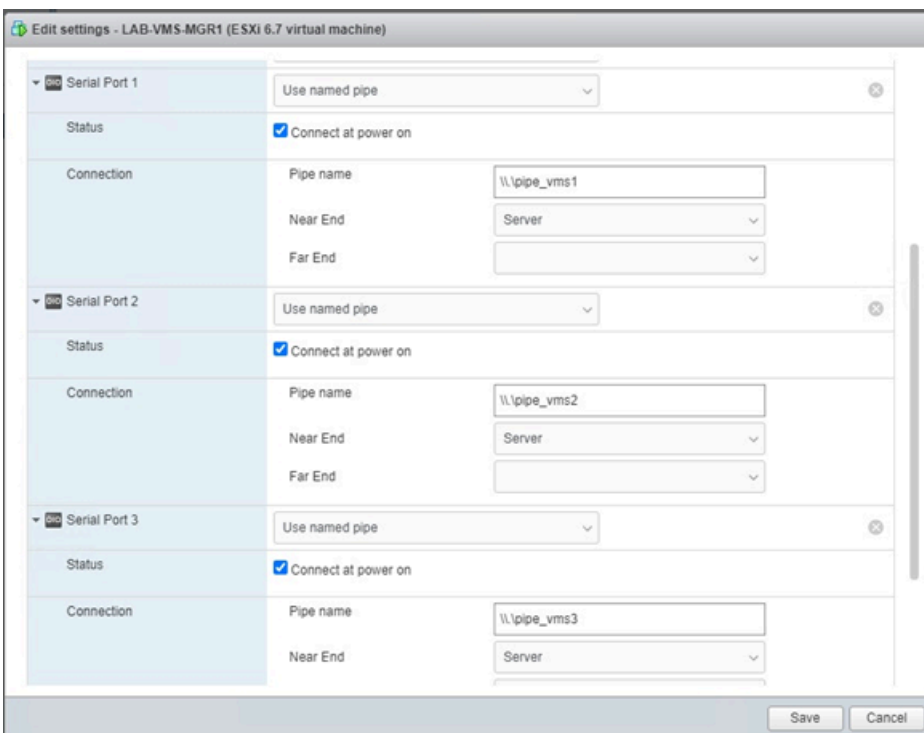 Edit settings - LAB-VMS-MGR1 (ESXi 6.7 virtual machine)
Serial Port 1 Use named pipe
Status Connect at power on
Connection Pipe name \\.\pipe_vms1
Near End Server
Far End
Serial Port 2 Use named pipe
Status Connect at power on
Connection Pipe name \\.\pipe_vms2
Near End Server
Far End
Serial Port 3 Use named pipe
Status Connect at power on
Connection Pipe name \\.\pipe_vms3
Near End Server
Save Cancel